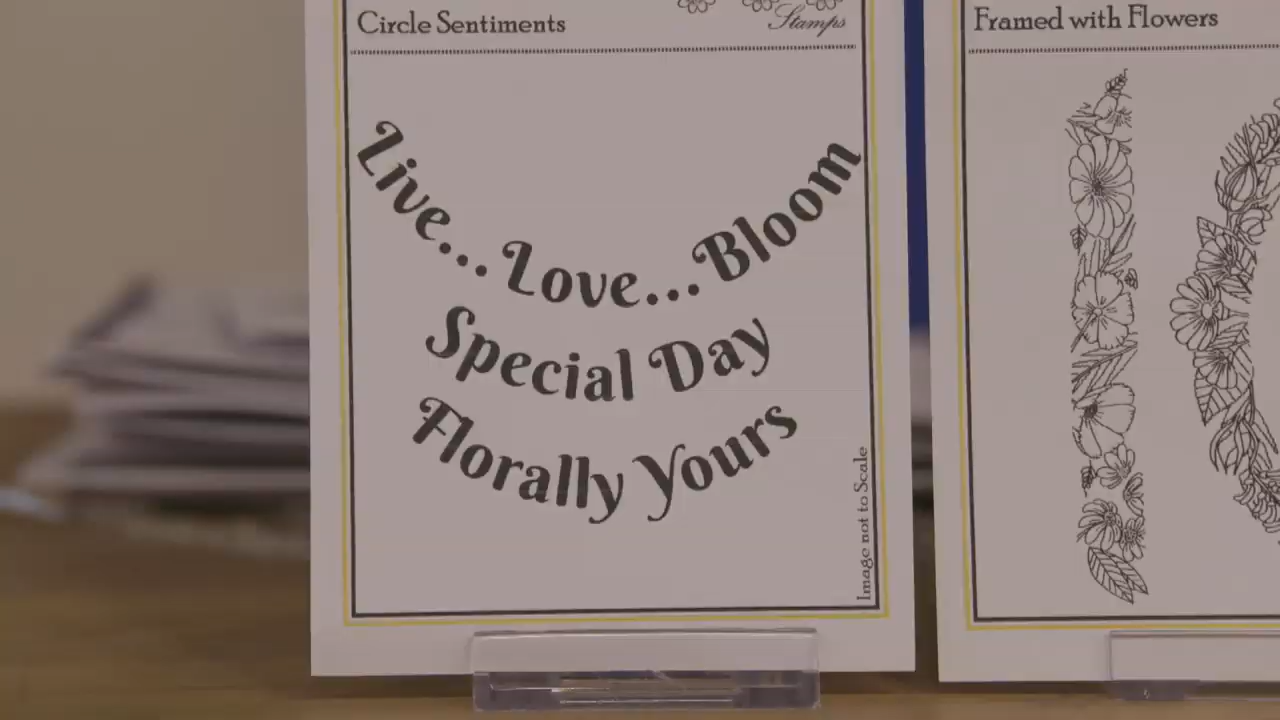 Circle Sentiments
Stamps
Live...Love...Bloom
Special Day
Florally Yours
Image not to Scale
Framed with Flowers